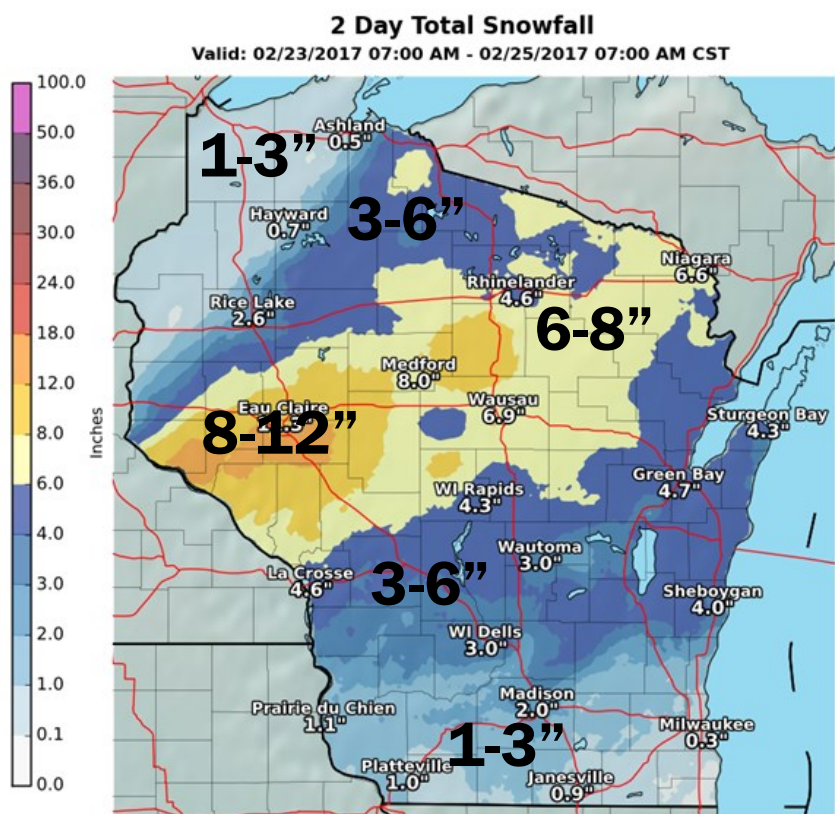 2 Day Total Snowfall
Valid: 02/23/2017 07:00 AM - 02/25/2017 07:00 AM CST
100.0
50.0
36.0
30.0
24.0
18.0
12.0
8.0
6.0
4.0
3.0
2.0
1.0
0.1
0.0
Inches
Ashland
0.5"
1-3”
Hayward
0.7"
3-6”
Niagara
6.6"
Rhinelander
4.6"
Rice Lake
2.6"
6-8”
Medford
8.0"
Eau Claire
8-12”
Wausau
6.9"
Sturgeon Bay
4.3"
Green Bay
4.7"
WI Rapids
4.3"
Wautoma
3.0"
La Crosse
4.6"
3-6”
Sheboygan
4.0"
WI Dells
3.0"
Madison
2.0"
Prairie du Chien
1.1"
Milwaukee
0.3"
1-3”
Platteville
1.0"
Janesville
0.9"